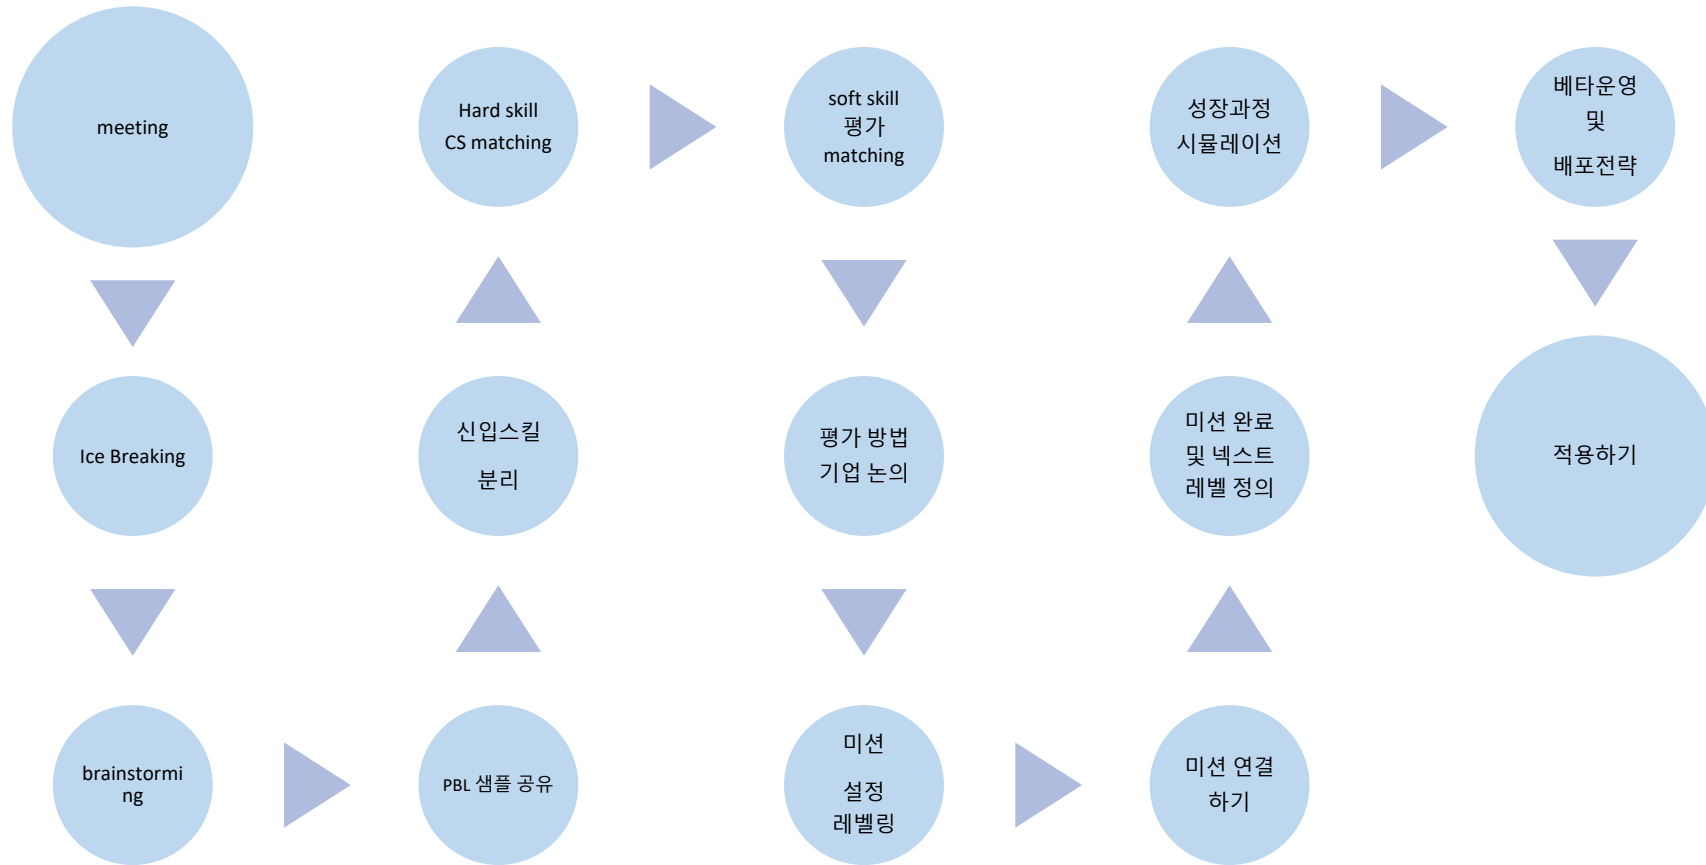 meeting
Ice Breaking
brainstormi
ng
PBL 샘플 공유
신입스킬
분리
Hard skill
CS matching
soft skill
평가
matching
평가 방법
기업 논의
미션
설정
레벨링
미션 연결
하기
미션 완료
및 넥스트
레벨 정의
성장과정
시뮬레이션
베타운영
및
배포전략
적용하기